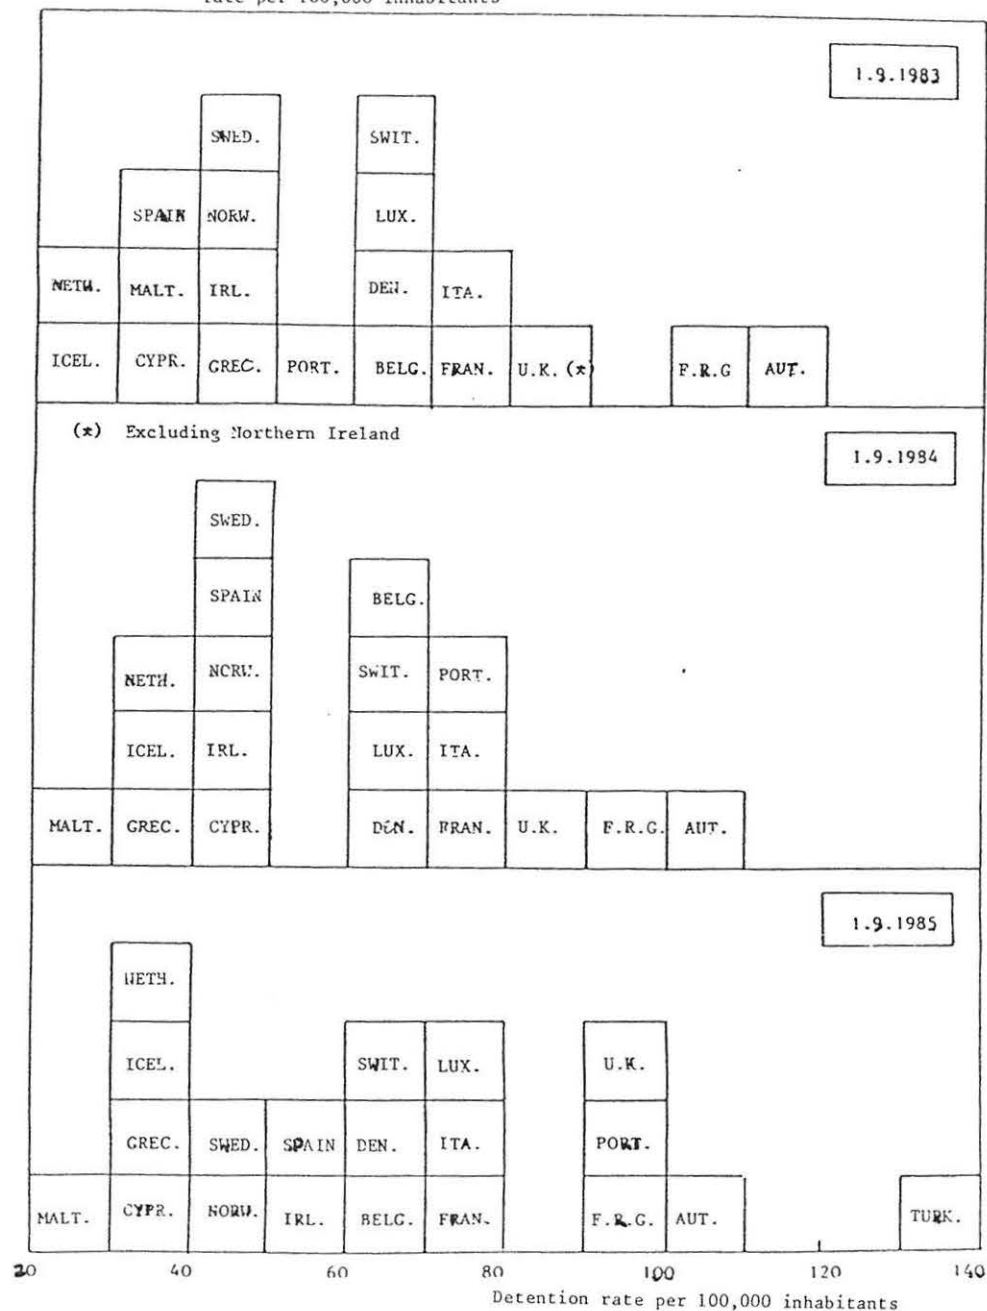 rate per 100,000 inhabitants
1.9.1983
SWED. SWIT.
SPAIN NORW. LUX.
NETH. MALT. IRL. DEN. ITA.
ICEL. CYPR. GREC. PORT. BELG. FRAN. U.K. (*) F.R.G AUT.
(*) Excluding Northern Ireland
1.9.1984
SWED.
SPAIN BELG.
NETH. NORW. SWIT. PORT.
ICEL. IRL. LUX. ITA.
MALT. GREC. CYPR. DEN. FRAN. U.K. F.R.G. AUT.
1.9.1985
NETH.
ICEL. SWIT. LUX. U.K.
GREC. SWED. SPAIN DEN. ITA. PORT.
MALT. CYPR. NORW. IRL. BELG. FRAN. F.R.G. AUT. TURK.
20 40 60 80 100 120 140
Detention rate per 100,000 inhabitants